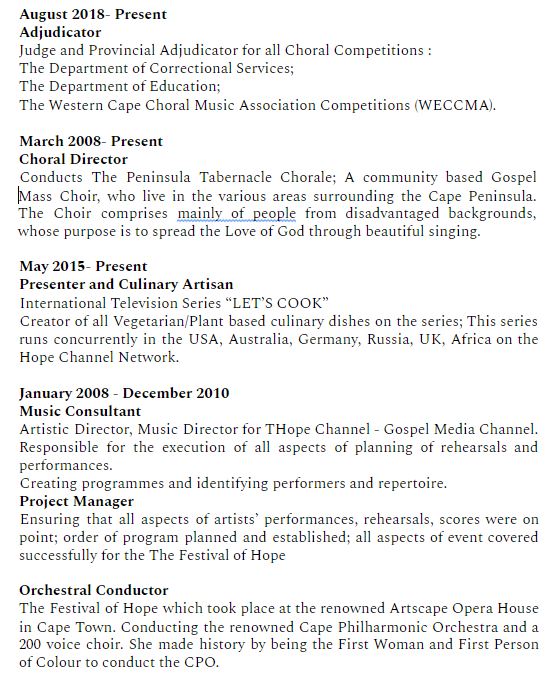 August 2018- Present
Adjudicator
Judge and Provincial Adjudicator for all Choral Competitions :
The Department of Correctional Services;
The Department of Education;
The Western Cape Choral Music Association Competitions (WECCMA).
March 2008- Present
Choral Director
Conducts The Peninsula Tabernacle Chorale; A community based Gospel
Mass Choir, who live in the various areas surrounding the Cape Peninsula.
The Choir comprises mainly of people from disadvantaged backgrounds,
whose purpose is to spread the Love of God through beautiful singing.
May 2015- Present
Presenter and Culinary Artisan
International Television Series “LET’S COOK”
Creator of all Vegetarian/Plant based culinary dishes on the series; This series
runs concurrently in the USA, Australia, Germany, Russia, UK, Africa on the
Hope Channel Network.
January 2008 - December 2010
Music Consultant
Artistic Director, Music Director for THope Channel - Gospel Media Channel.
Responsible for the execution of all aspects of planning of rehearsals and
performances.
Creating programmes and identifying performers and repertoire.
Project Manager
Ensuring that all aspects of artists’ performances, rehearsals, scores were on
point; order of program planned and established; all aspects of event covered
successfully for the The Festival of Hope
Orchestral Conductor
The Festival of Hope which took place at the renowned Artscape Opera House
in Cape Town. Conducting the renowned Cape Philharmonic Orchestra and a
200 voice choir. She made history by being the First Woman and First Person
of Colour to conduct the CPO.